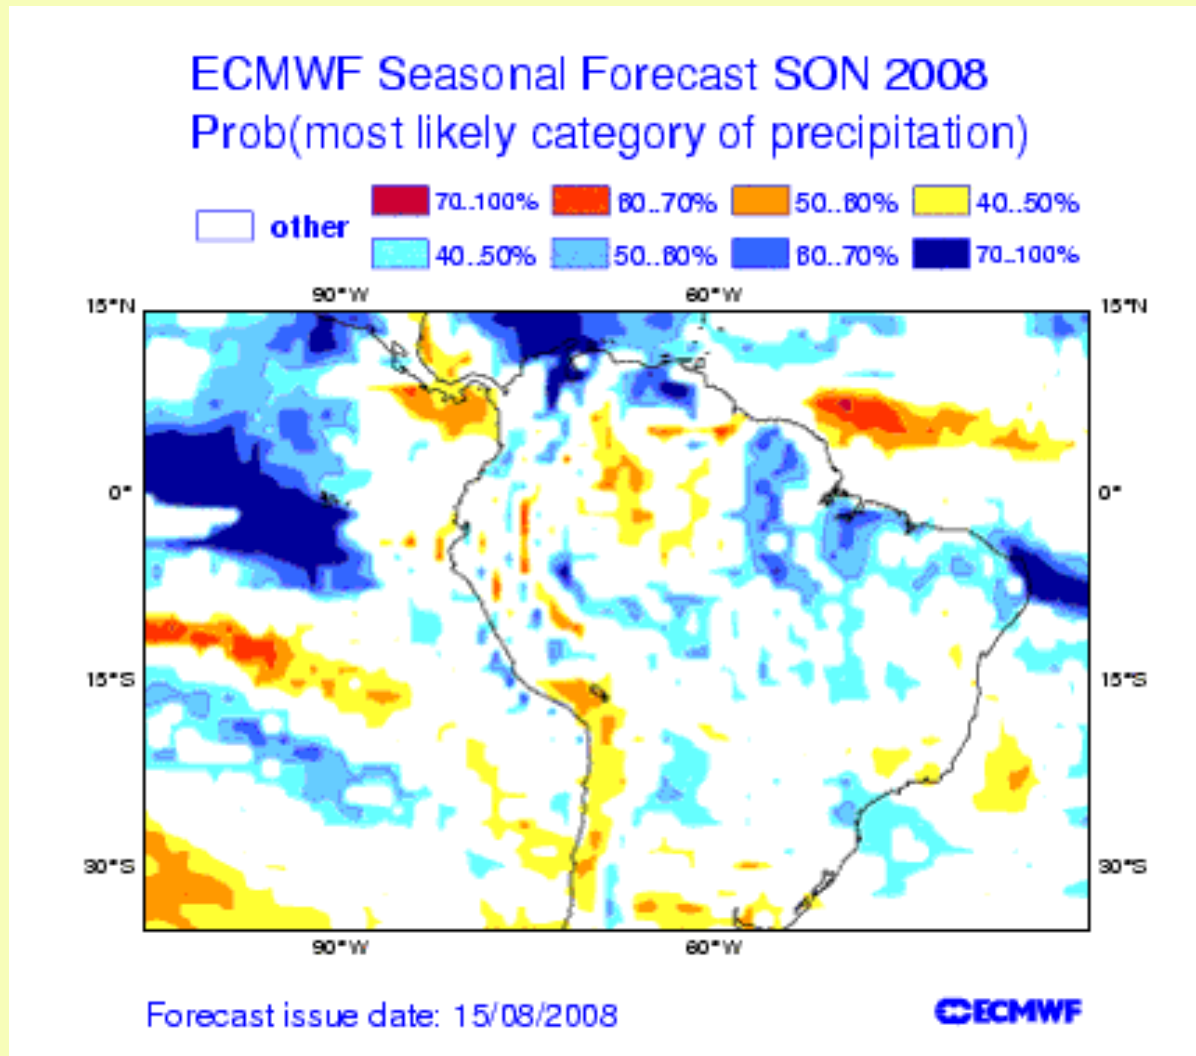 ECMWF Seasonal Forecast SON 2008
Prob(most likely category of precipitation)
other
70..100% 60..70% 50..60% 40..50%
40..50% 50..60% 60..70% 70..100%
90°W 60°W
15°N 15°N
0° 0°
15°S 15°S
30°S 30°S
90°W 60°W
Forecast issue date: 15/08/2008
ECMWF